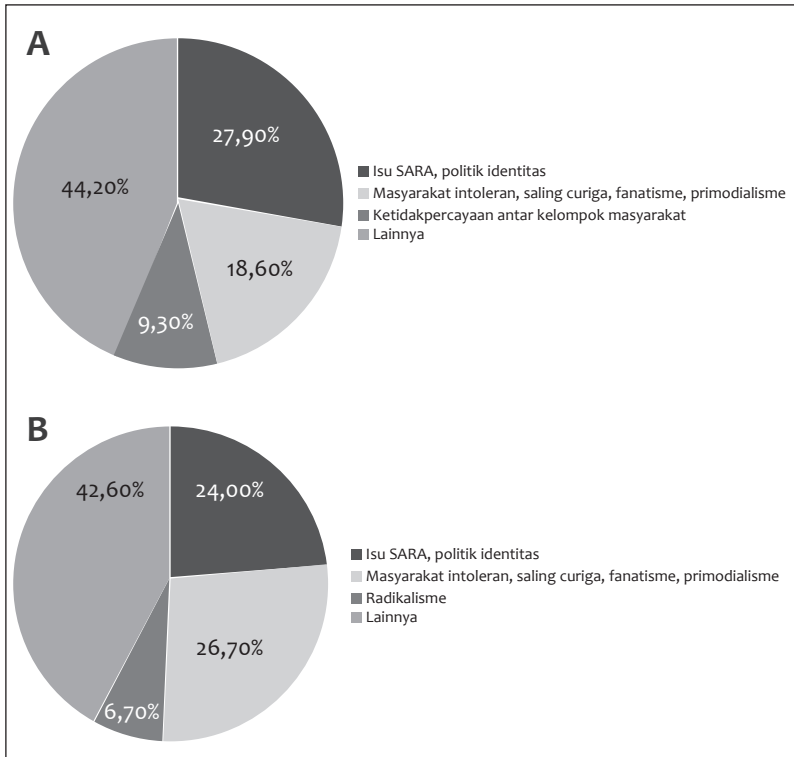 A
27,90%
44,20%
18,60%
9,30%
Isu SARA, politik identitas
Masyarakat intoleran, saling curiga, fanatisme, primodialisme
Ketidakpercayaan antar kelompok masyarakat
Lainnya
B
42,60%
24,00%
26,70%
6,70%
Isu SARA, politik identitas
Masyarakat intoleran, saling curiga, fanatisme, primodialisme
Radikalisme
Lainnya